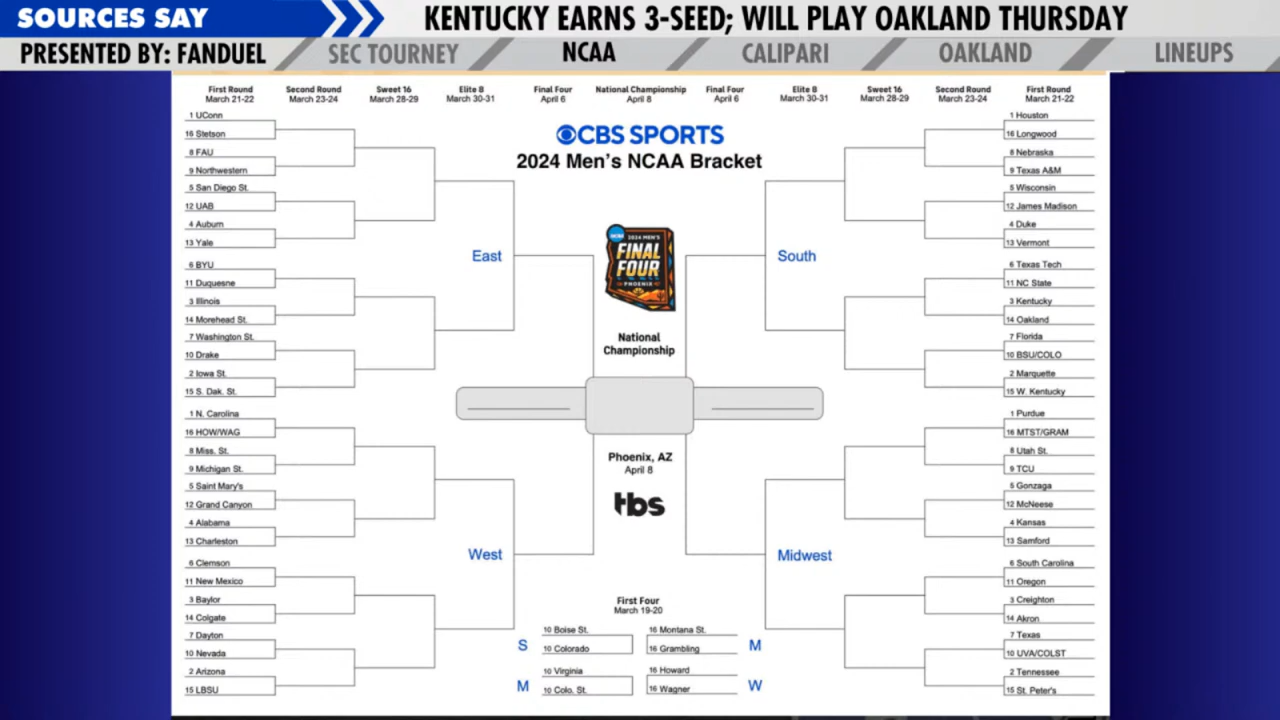 SOURCES SAY
KENTUCKY EARNS 3-SEED; WILL PLAY OAKLAND THURSDAY
PRESENTED BY: FANDUEL
SEC TOURNEY
NCAA
CALIPARI
OAKLAND
LINEUPS
First Round
March 21-22
Second Round
March 23-24
Sweet 16
March 28-29
Elite 8
March 30-31
Final Four
April 6
National Championship
April 8
Final Four
April 6
Elite 8
March 30-31
Sweet 16
March 28-29
Second Round
March 23-24
First Round
March 21-22
CBS SPORTS
2024 Men's NCAA Bracket
1 UConn
16 Stetson
8 FAU
9 Northwestern
5 San Diego St.
12 UAB
4 Auburn
13 Yale
East
6 BYU
11 Duquesne
3 Illinois
14 Morehead St.
7 Washington St.
10 Drake
2 Iowa St.
15 S. Dak. St.
1 N. Carolina
16 HOW/WAG
8 Miss. St.
9 Michigan St.
5 Saint Mary's
12 Grand Canyon
4 Alabama
13 Charleston
West
6 Clemson
11 New Mexico
3 Baylor
14 Colgate
7 Dayton
10 Nevada
2 Arizona
15 LBSU
NCAA
2024 MEN'S
FINAL
FOUR
PHOENIX
National
Championship
Phoenix, AZ
April 8
tbs
First Four
March 19-20
S
10 Boise St.
10 Colorado
16 Montana St.
16 Grambling
M
M
10 Virginia
10 Colo. St.
16 Howard
16 Wagner
W
1 Houston
16 Longwood
8 Nebraska
9 Texas A&M
5 Wisconsin
12 James Madison
4 Duke
13 Vermont
South
6 Texas Tech
11 NC State
3 Kentucky
14 Oakland
7 Florida
10 BSU/COLO
2 Marquette
15 W. Kentucky
1 Purdue
16 MTST/GRAM
8 Utah St.
9 TCU
5 Gonzaga
12 McNeese
4 Kansas
13 Samford
Midwest
6 South Carolina
11 Oregon
3 Creighton
14 Akron
7 Texas
10 UVA/COLST
2 Tennessee
15 St. Peter's